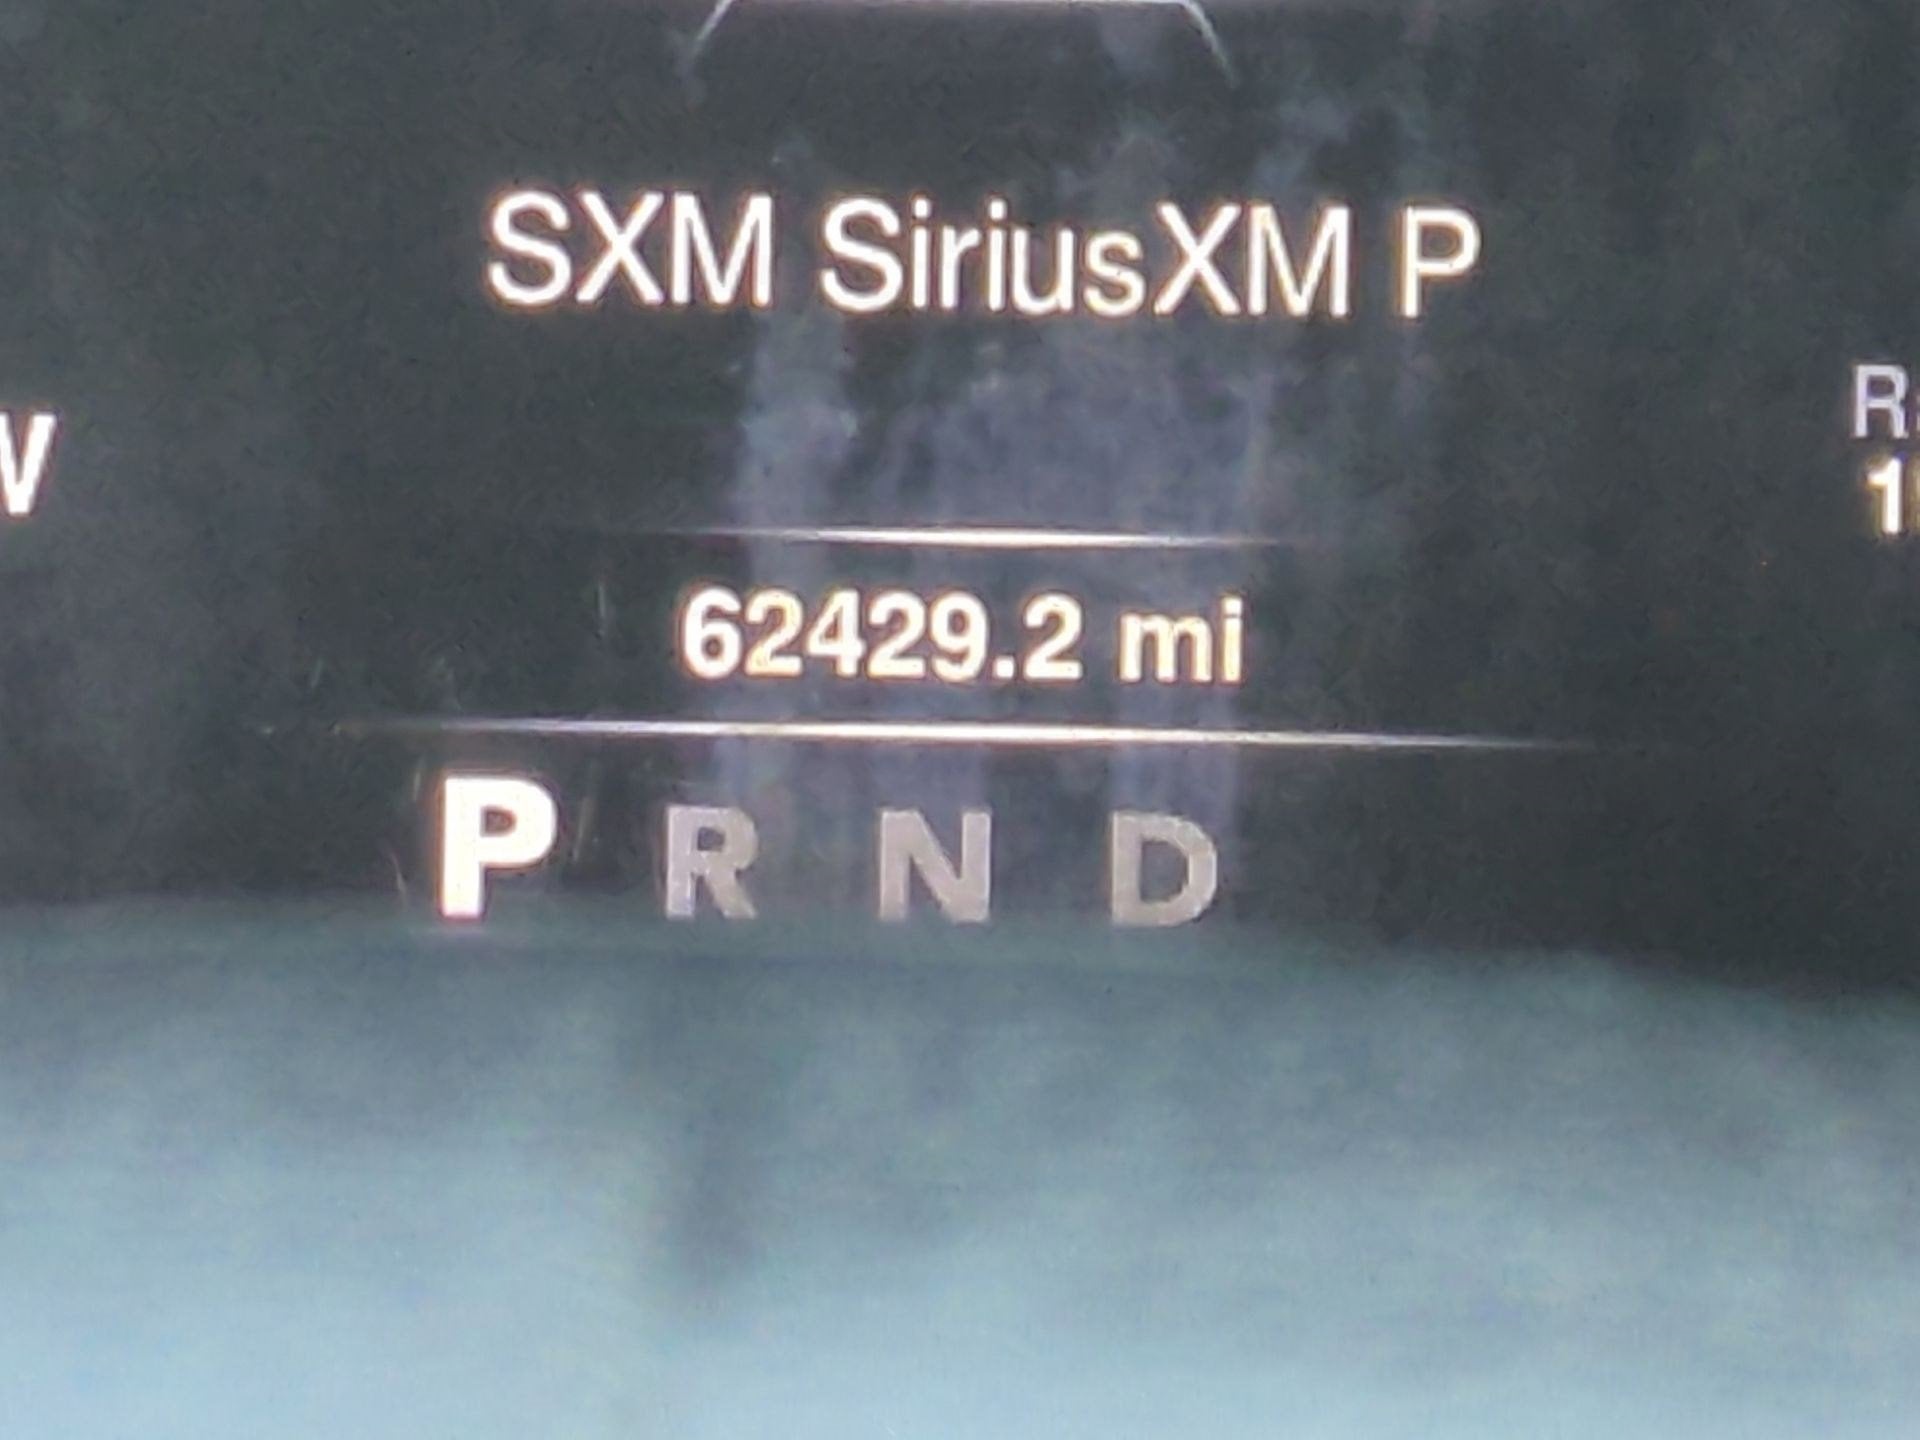 SXM SiriusXM P
W
62429.2 mi
P R N D